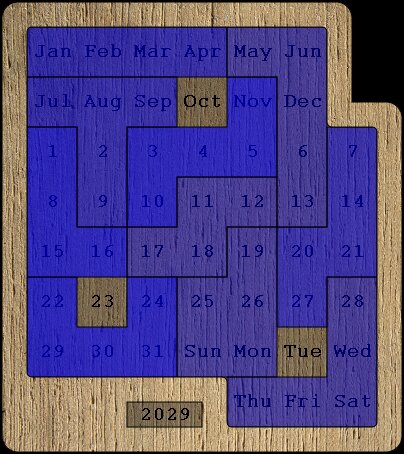 Jan Feb Mar Apr May Jun
Jul Aug Sep Oct Nov Dec
1 2 3 4 5 6 7
8 9 10 11 12 13 14
15 16 17 18 19 20 21
22 23 24 25 26 27 28
29 30 31 Sun Mon Tue Wed
Thu Fri Sat
2029